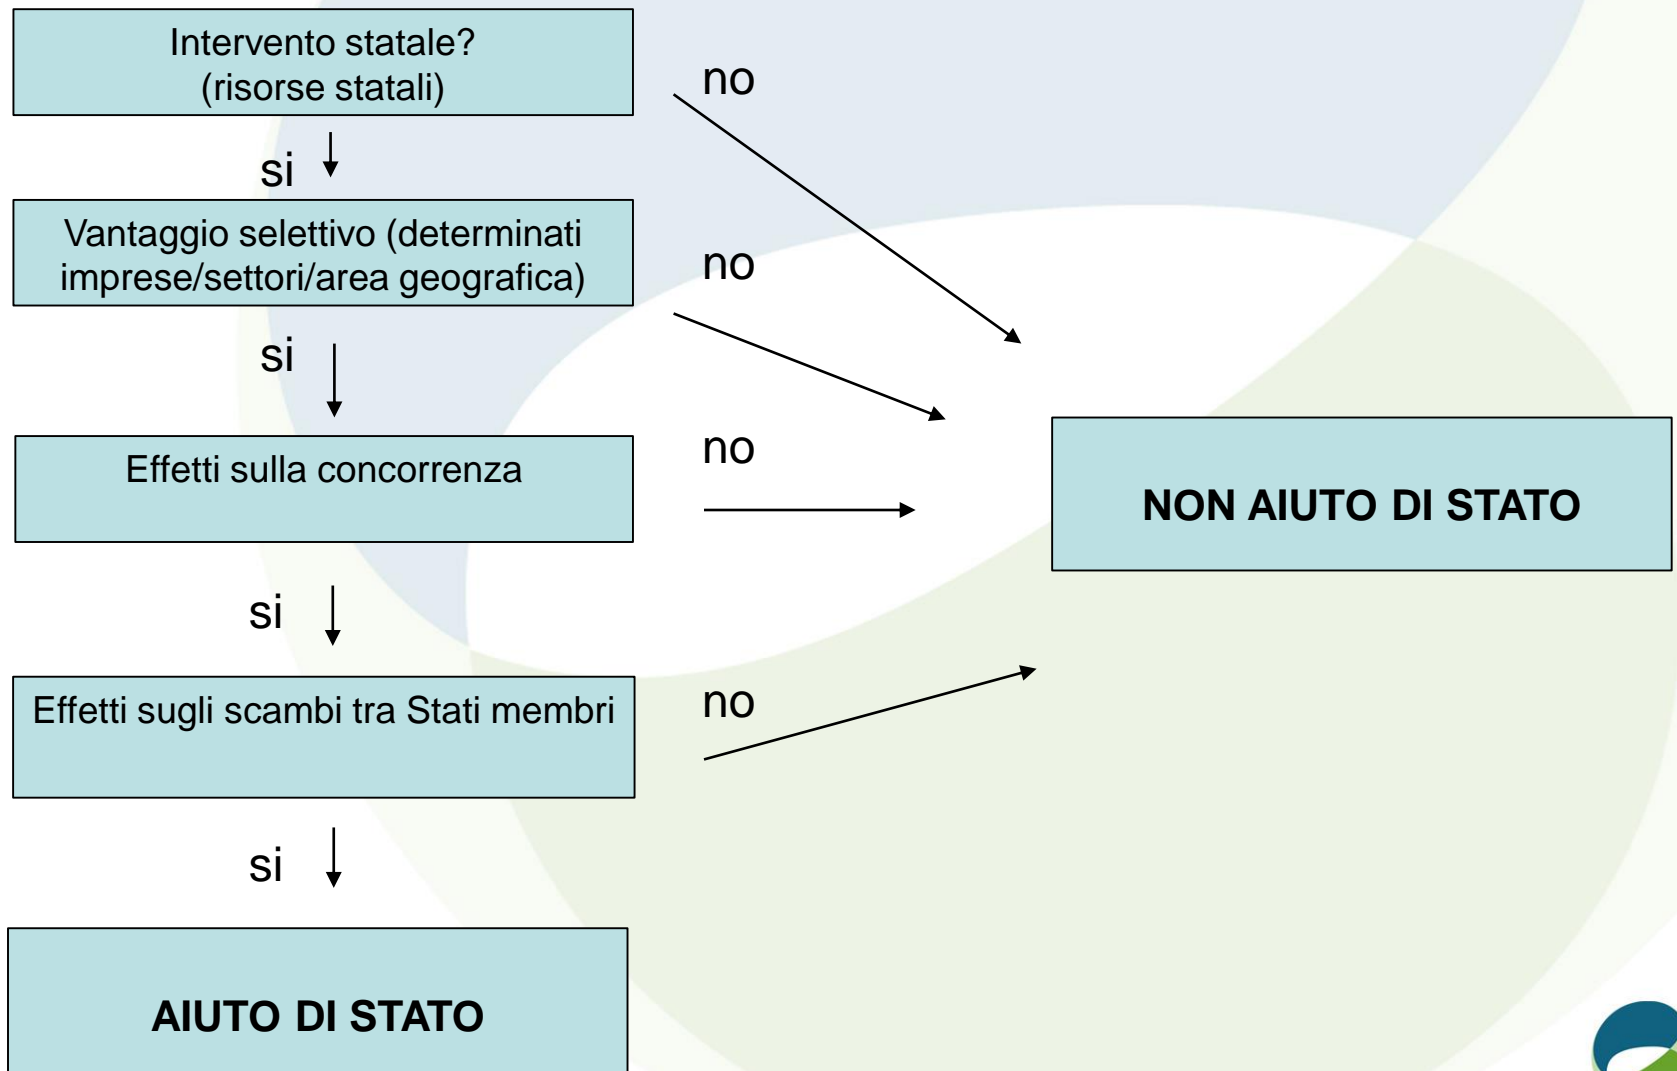 Intervento statale?
(risorse statali)
no
si
Vantaggio selettivo (determinati
imprese/settori/area geografica)
no
si
Effetti sulla concorrenza
no
NON AIUTO DI STATO
si
Effetti sugli scambi tra Stati membri
no
si
AIUTO DI STATO